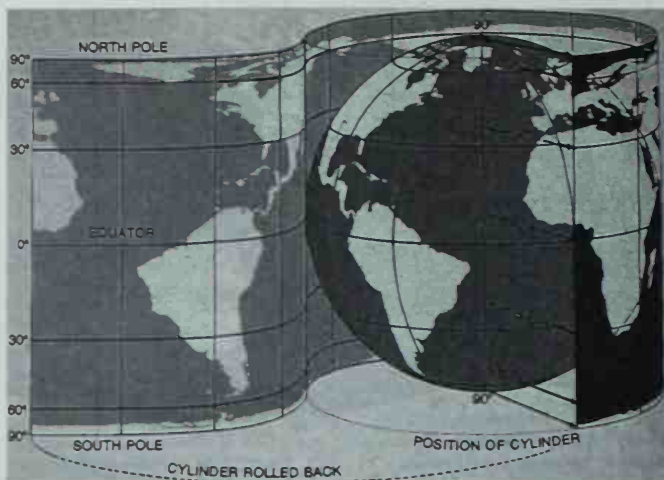 90°
NORTH POLE
90°
60°
30°
EQUATOR
0°
30°
60°
90°
90°
SOUTH POLE
POSITION OF CYLINDER
CYLINDER ROLLED BACK